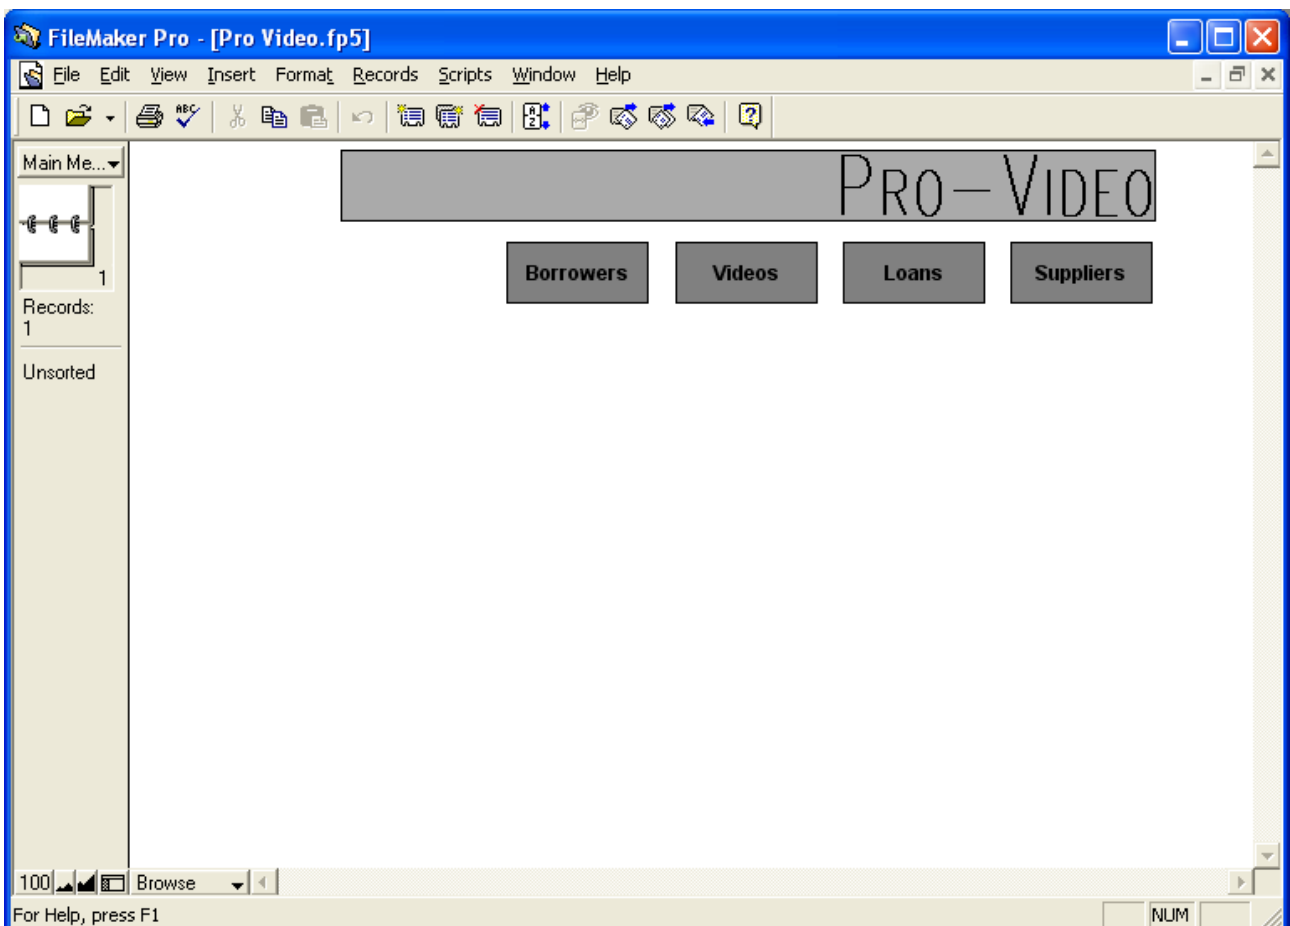 FileMaker Pro - [Pro Video.fp5]
File Edit View Insert Format Records Scripts Window Help
ABC
Main Me...
PRO-VIDEO
Borrowers Videos Loans Suppliers
1
Records:
1
Unsorted
100 Browse
For Help, press F1 NUM